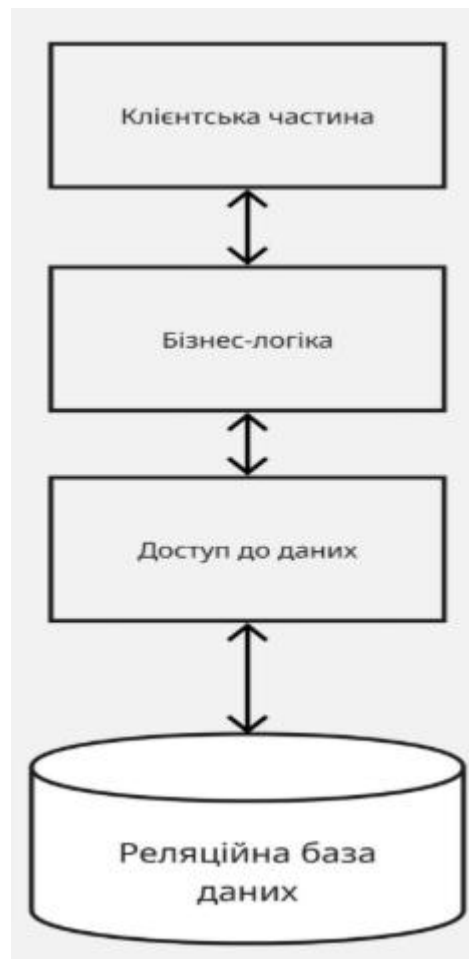 Клієнтська частина
Бізнес-логіка
Доступ до даних
Реляційна база
даних